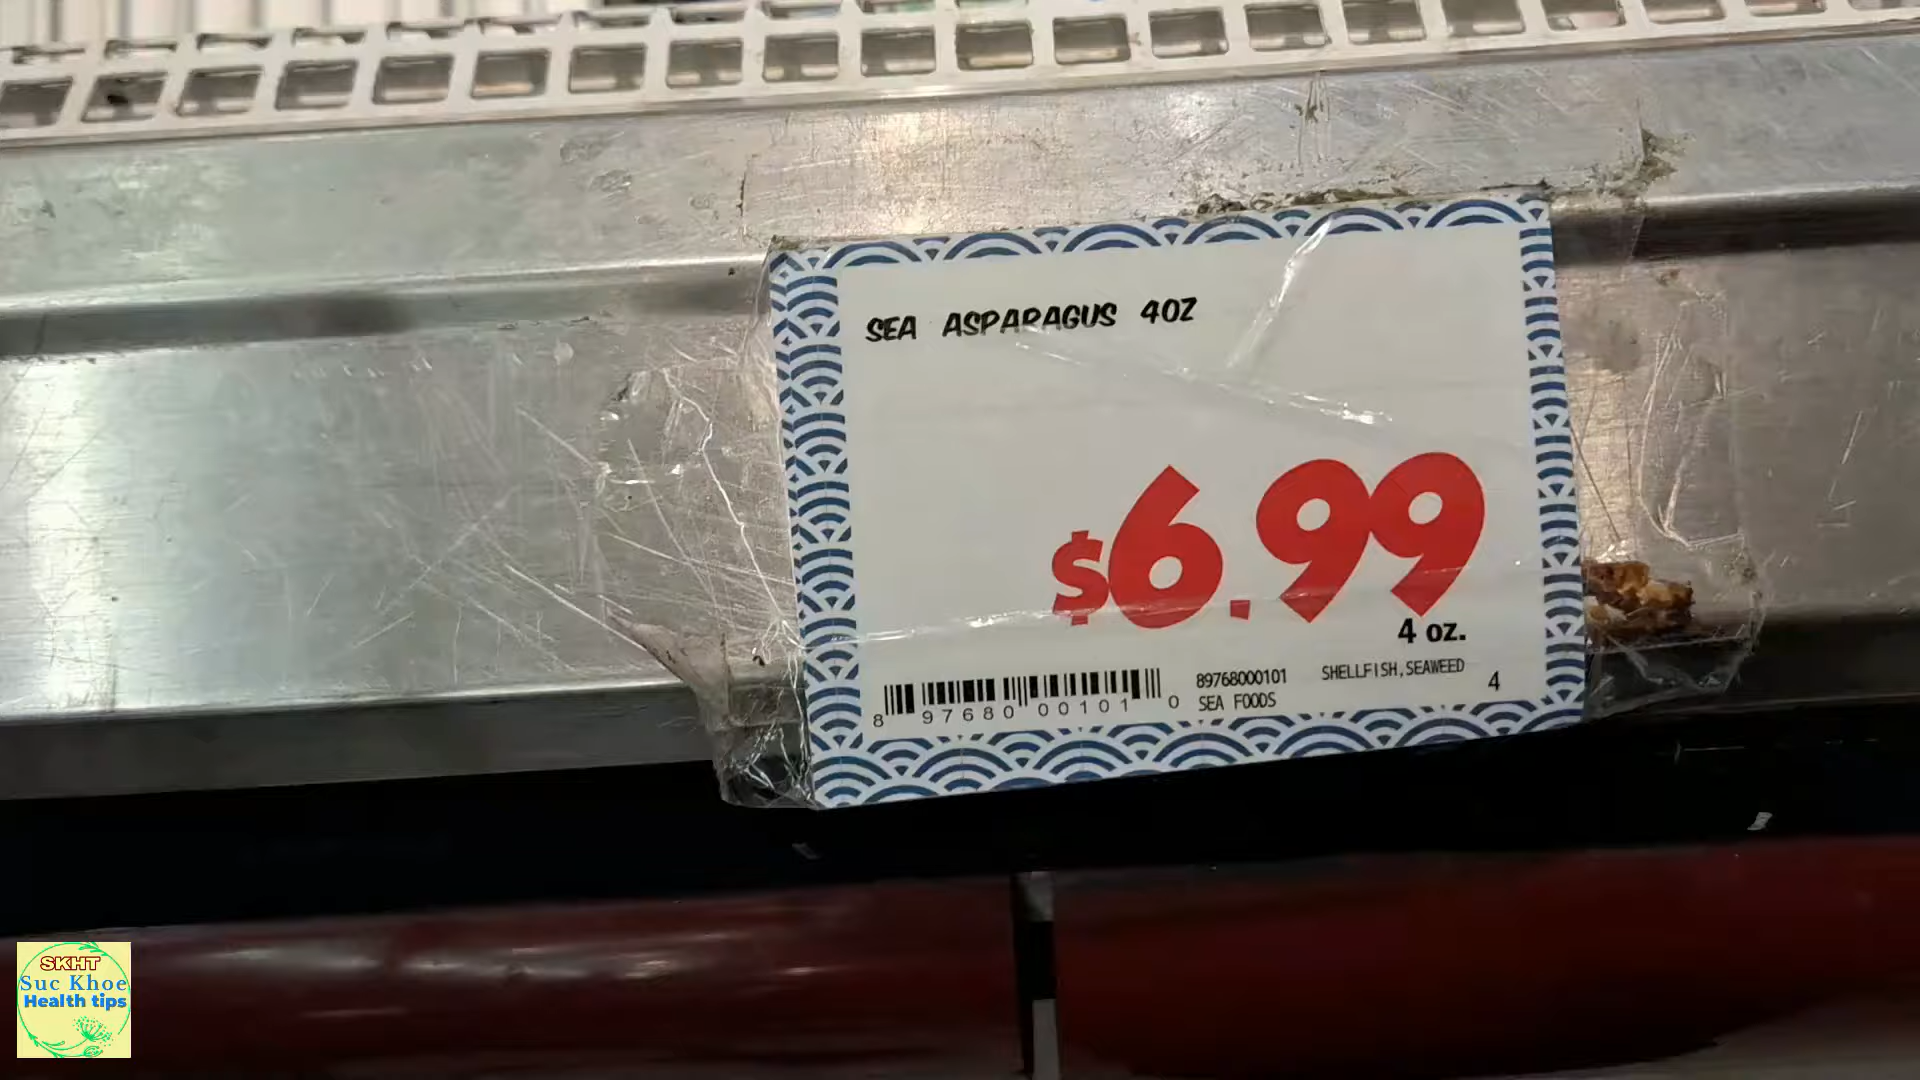 SEA ASPARAGUS 4OZ
$6.99
4 oz.
8 97680 00101 0
89768000101
SEA FOODS
SHELLFISH,SEAWEED
4
SKHT
Suc Khoe
Health tips